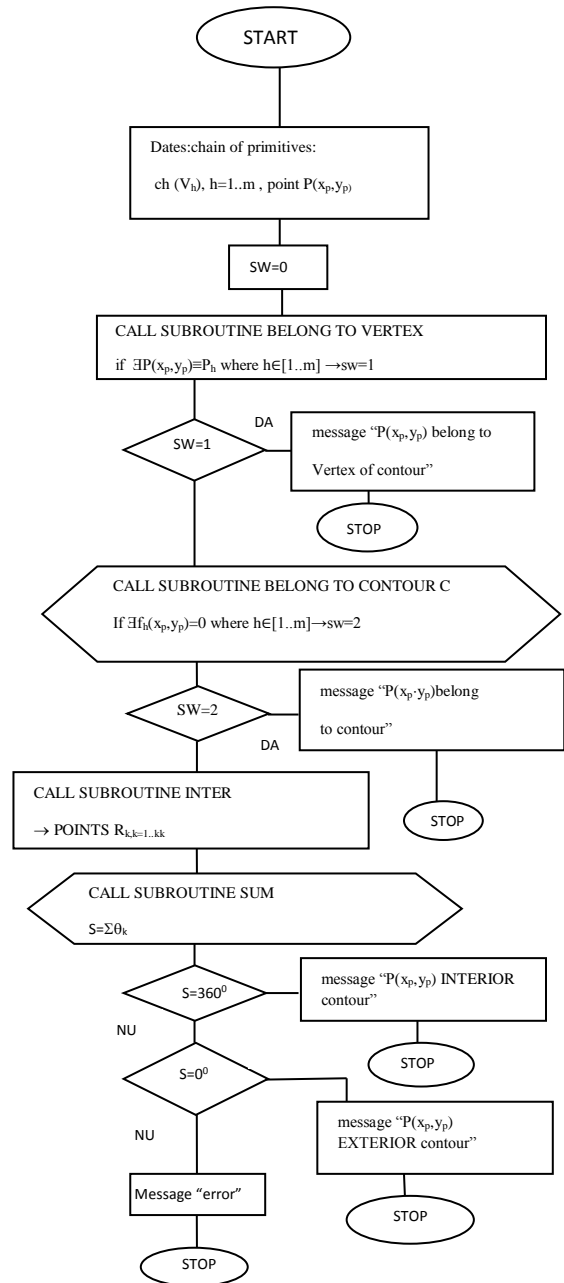 START
Dates:chain of primitives:
ch (Vh), h=1..m , point P(xp,yp)
SW=0
CALL SUBROUTINE BELONG TO VERTEX
if ∃P(xp,yp)≡Ph where h∈[1..m] →sw=1
SW=1
DA
message “P(xp,yp) belong to
Vertex of contour”
STOP
CALL SUBROUTINE BELONG TO CONTOUR C
If ∃fh(xp,yp)=0 where h∈[1..m]→sw=2
SW=2
DA
message “P(xp·yp)belong
to contour”
STOP
CALL SUBROUTINE INTER
→ POINTS Rk,k=1..kk
CALL SUBROUTINE SUM
S=Σθk
S=360⁰
message “P(xp,yp) INTERIOR
contour”
STOP
NU
S=0⁰
message “P(xp,yp)
EXTERIOR contour”
STOP
NU
Message “error”
STOP